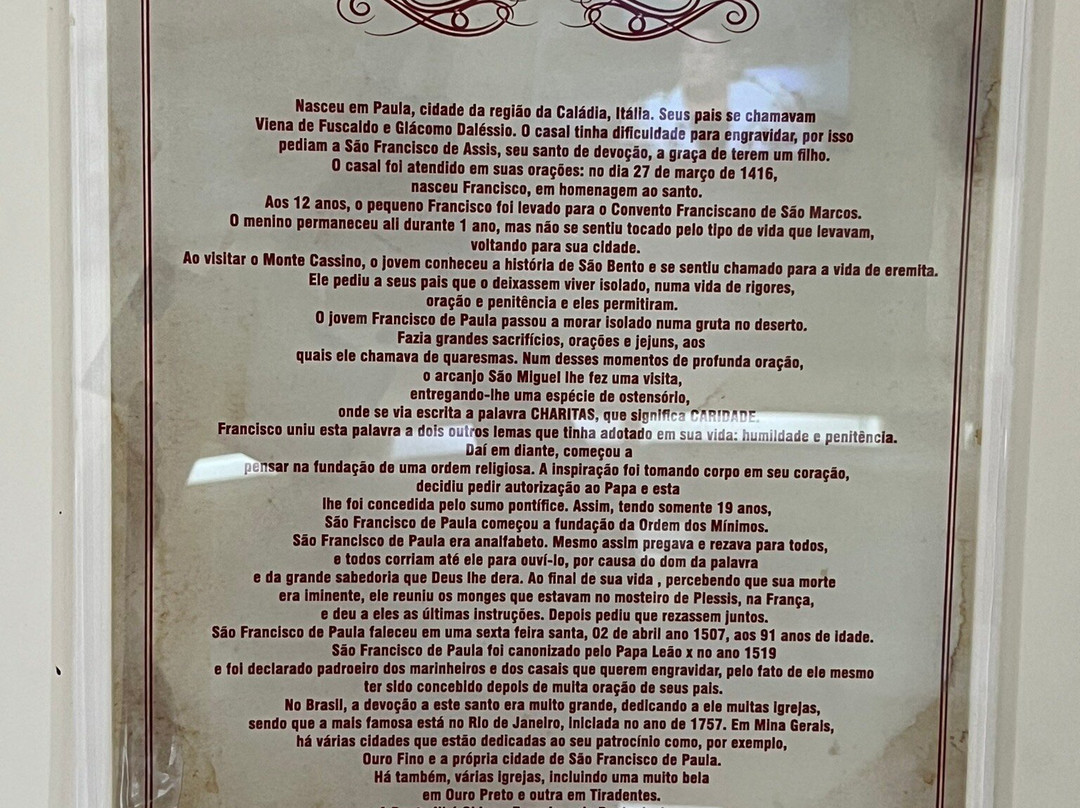 Nasceu em Paula, cidade da região da Caládia, Itália. Seus pais se chamavam
Viena de Fuscaldo e Glácomo Daléssio. O casal tinha dificuldade para engravidar, por isso
pediam a São Francisco de Assis, seu santo de devoção, a graça de terem um filho.
O casal foi atendido em suas orações: no dia 27 de março de 1416,
nasceu Francisco, em homenagem ao santo.
Aos 12 anos, o pequeno Francisco foi levado para o Convento Franciscano de São Marcos.
O menino permaneceu ali durante 1 ano, mas não se sentiu tocado pelo tipo de vida que levavam,
voltando para sua cidade.
Ao visitar o Monte Cassino, o jovem conheceu a história de São Bento e se sentiu chamado para a vida de eremita.
Ele pediu a seus pais que o deixassem viver isolado, numa vida de rigores,
oração e penitência e eles permitiram.
O jovem Francisco de Paula passou a morar isolado numa gruta no deserto.
Fazia grandes sacrifícios, orações e jejuns, aos
quais ele chamava de quaresmas. Num desses momentos de profunda oração,
o arcanjo São Miguel lhe fez uma visita,
entregando-lhe uma espécie de ostensório,
onde se via escrita a palavra CHARITAS, que significa CARIDADE.
Francisco uniu esta palavra a dois outros lemas que tinha adotado em sua vida: humildade e penitência.
Daí em diante, começou a
pensar na fundação de uma ordem religiosa. A inspiração foi tomando corpo em seu coração,
decidiu pedir autorização ao Papa e esta
lhe foi concedida pelo sumo pontífice. Assim, tendo somente 19 anos,
São Francisco de Paula começou a fundação da Ordem dos Mínimos.
São Francisco de Paula era analfabeto. Mesmo assim pregava e rezava para todos,
e todos corriam até ele para ouví-lo, por causa do dom da palavra
e da grande sabedoria que Deus lhe dera. Ao final de sua vida , percebendo que sua morte
era iminente, ele reuniu os monges que estavam no mosteiro de Plessis, na França,
e deu a eles as últimas instruções. Depois pediu que rezassem juntos.
São Francisco de Paula faleceu em uma sexta feira santa, 02 de abril ano 1507, aos 91 anos de idade.
São Francisco de Paula foi canonizado pelo Papa Leão x no ano 1519
e foi declarado padroeiro dos marinheiros e dos casais que querem engravidar, pelo fato de ele mesmo
ter sido concebido depois de muita oração de seus pais.
No Brasil, a devoção a este santo era muito grande, dedicando a ele muitas igrejas,
sendo que a mais famosa está no Rio de Janeiro, iniciada no ano de 1757. Em Mina Gerais,
há várias cidades que estão dedicadas ao seu patrocínio como, por exemplo,
Ouro Fino e a própria cidade de São Francisco de Paula.
Há também, várias igrejas, incluindo uma muito bela
em Ouro Preto e outra em Tiradentes.